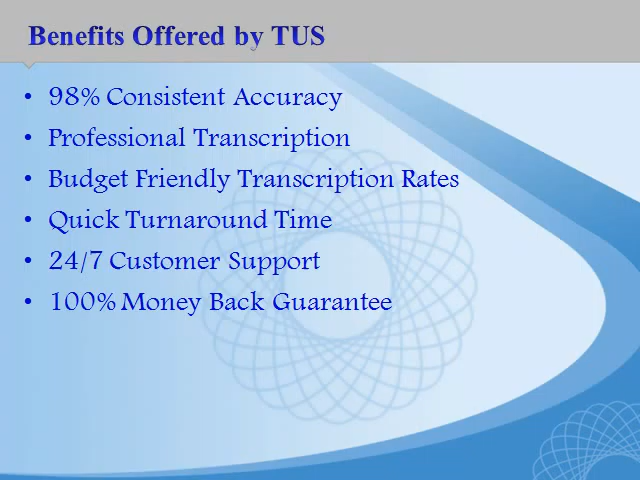 Benefits Offered by TUS
• 98% Consistent Accuracy
• Professional Transcription
• Budget Friendly Transcription Rates
• Quick Turnaround Time
• 24/7 Customer Support
• 100% Money Back Guarantee